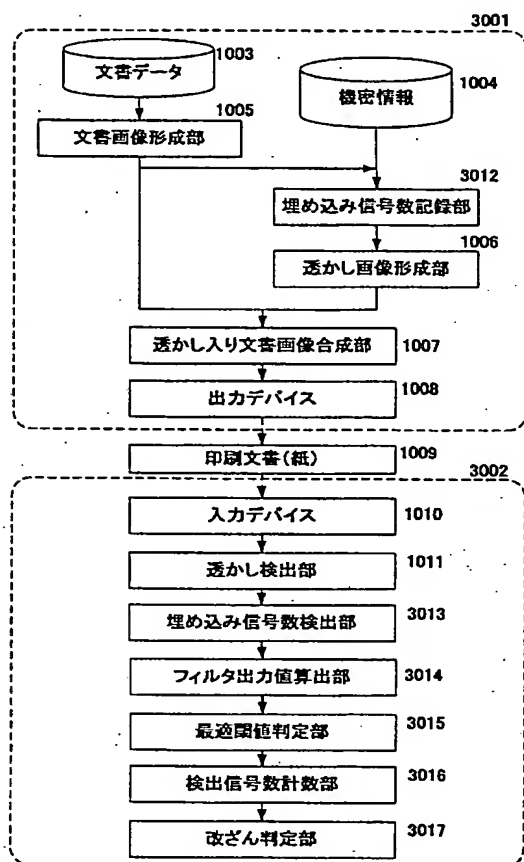 3001
文書データ
1003
機密情報
1004
1005
文書画像形成部
3012
埋め込み信号数記録部
1006
透かし画像形成部
透かし入り文書画像合成部
1007
出力デバイス
1008
印刷文書(紙)
1009
3002
入力デバイス
1010
透かし検出部
1011
埋め込み信号数検出部
3013
フィルタ出力値算出部
3014
最適閾値判定部
3015
検出信号数計数部
3016
改ざん判定部
3017